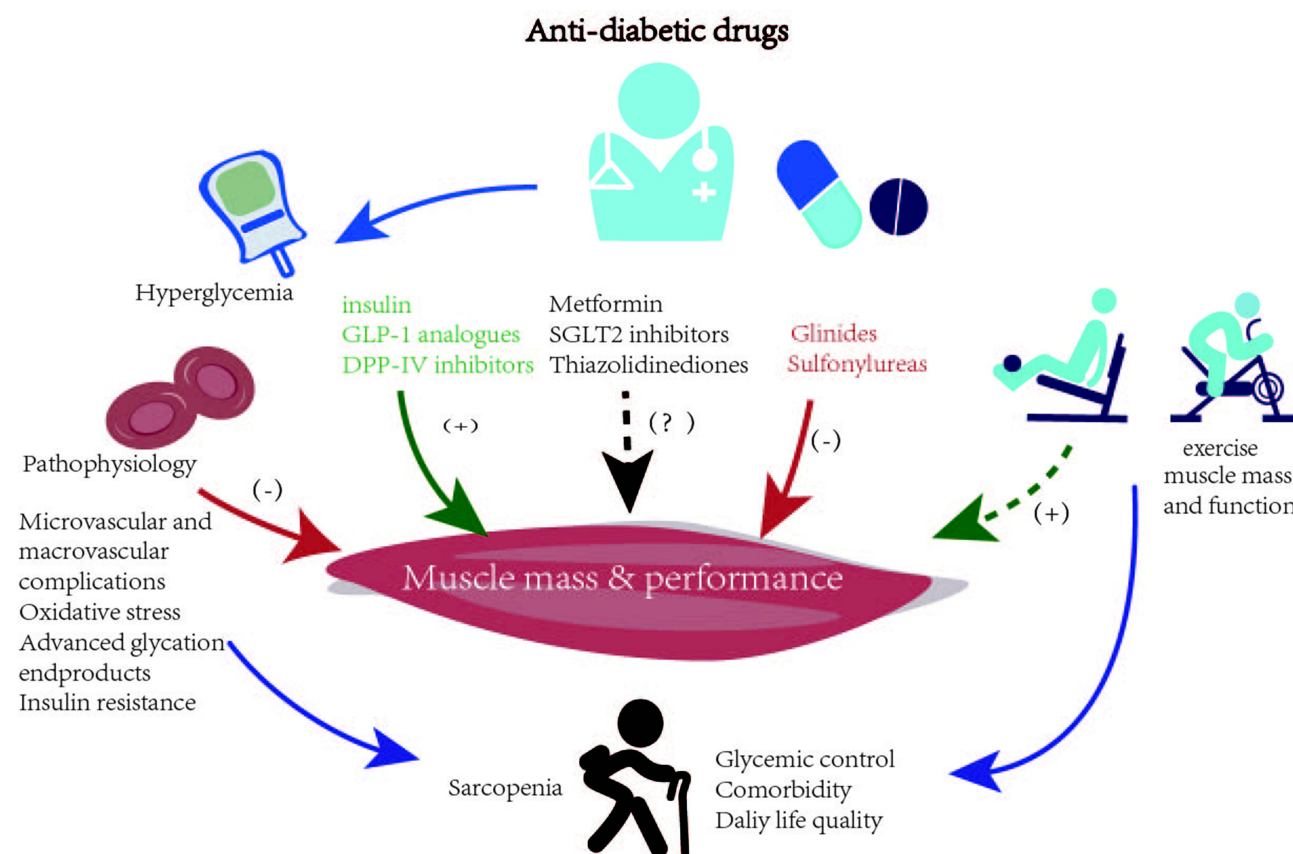 Anti-diabetic drugs
Hyperglycemia
insulin
GLP-1 analogues
DPP-IV inhibitors
Metformin
SGLT2 inhibitors
Thiazolidinediones
Glinides
Sulfonylureas
(+)
(?)
(-)
exercise
muscle mass
and function
(+)
Pathophysiology
(-)
Microvascular and
macrovascular
complications
Oxidative stress
Advanced glycation
endproducts
Insulin resistance
Muscle mass & performance
Sarcopenia
Glycemic control
Comorbidity
Daliy life quality